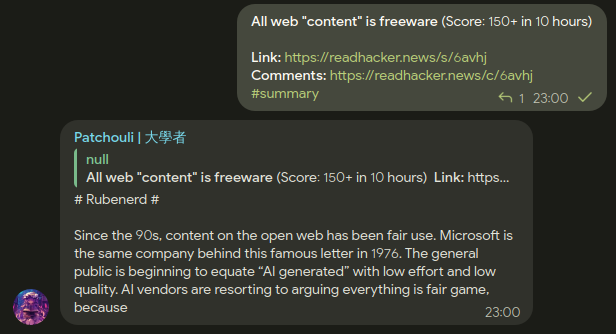 All web "content" is freeware (Score: 150+ in 10 hours)
Link: https://readhacker.news/s/6avhj
Comments: https://readhacker.news/c/6avhj
#summary
1 23:00
Patchouli | 大學者
null
All web "content" is freeware (Score: 150+ in 10 hours) Link: https...
# Rubenerd #
Since the 90s, content on the open web has been fair use. Microsoft is
the same company behind this famous letter in 1976. The general
public is beginning to equate “AI generated” with low effort and low
quality. AI vendors are resorting to arguing everything is fair game,
because
23:00